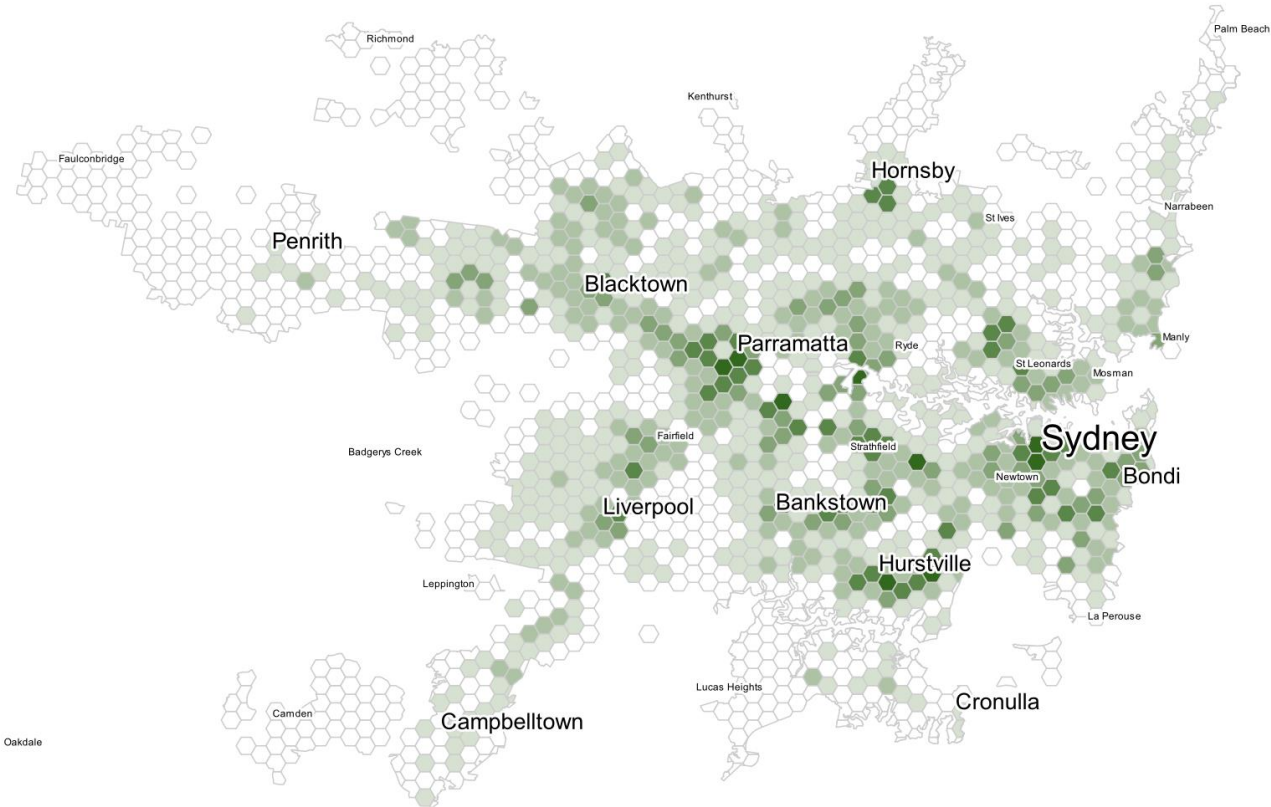 Palm Beach
Richmond
Kenthurst
Faulconbridge
Hornsby
Narrabeen
St Ives
Penrith
Blacktown
Manly
Parramatta
Ryde
St Leonards
Mosman
Fairfield
Sydney
Strathfield
Badgerys Creek
Newtown
Bondi
Bankstown
Liverpool
Hurstville
Leppington
La Perouse
Lucas Heights
Cronulla
Camden
Campbelltown
Oakdale